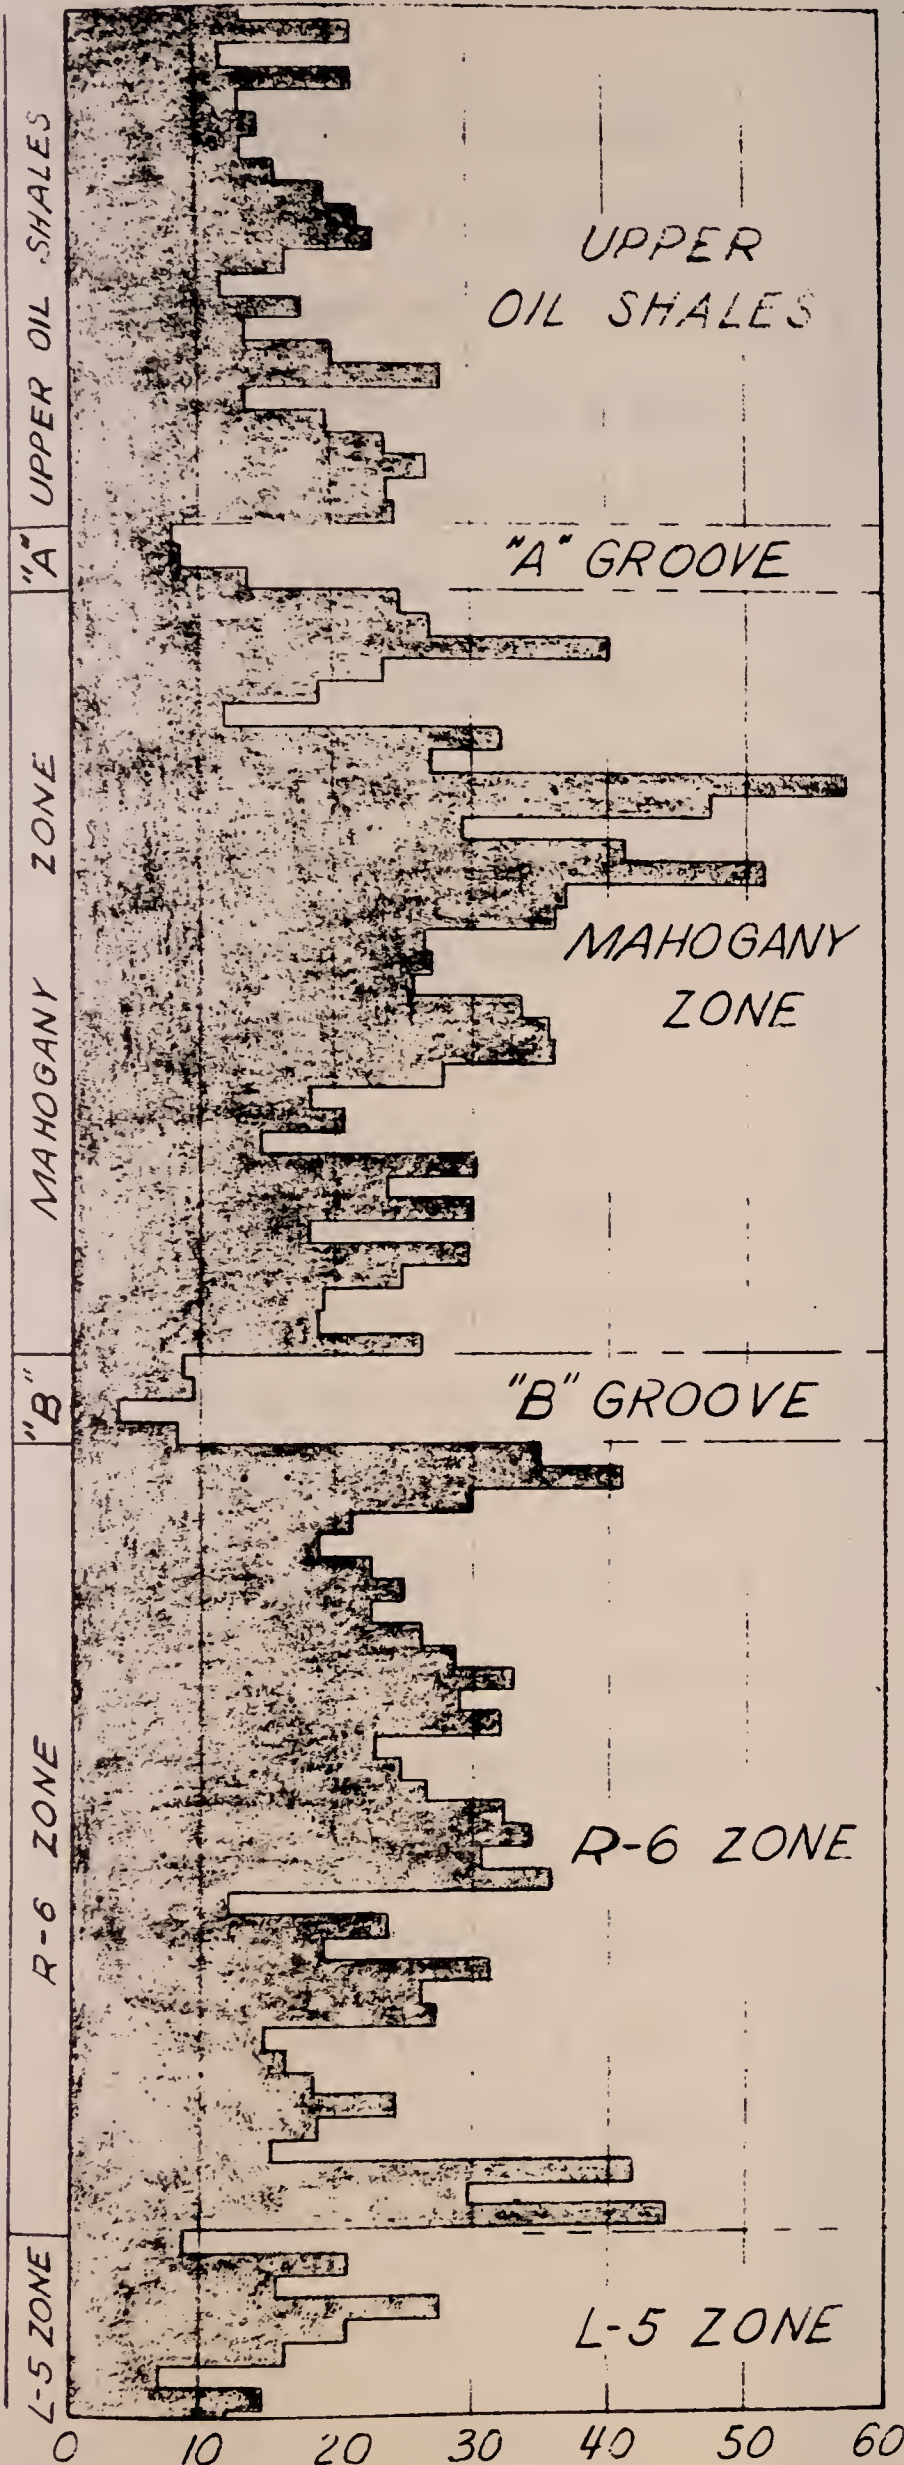 UPPER OIL SHALES
"A"
MAHOGANY ZONE
"B"
R-6 ZONE
L-5 ZONE
UPPER
OIL SHALES
"A" GROOVE
MAHOGANY
ZONE
"B" GROOVE
R-6 ZONE
L-5 ZONE
0 10 20 30 40 50 60